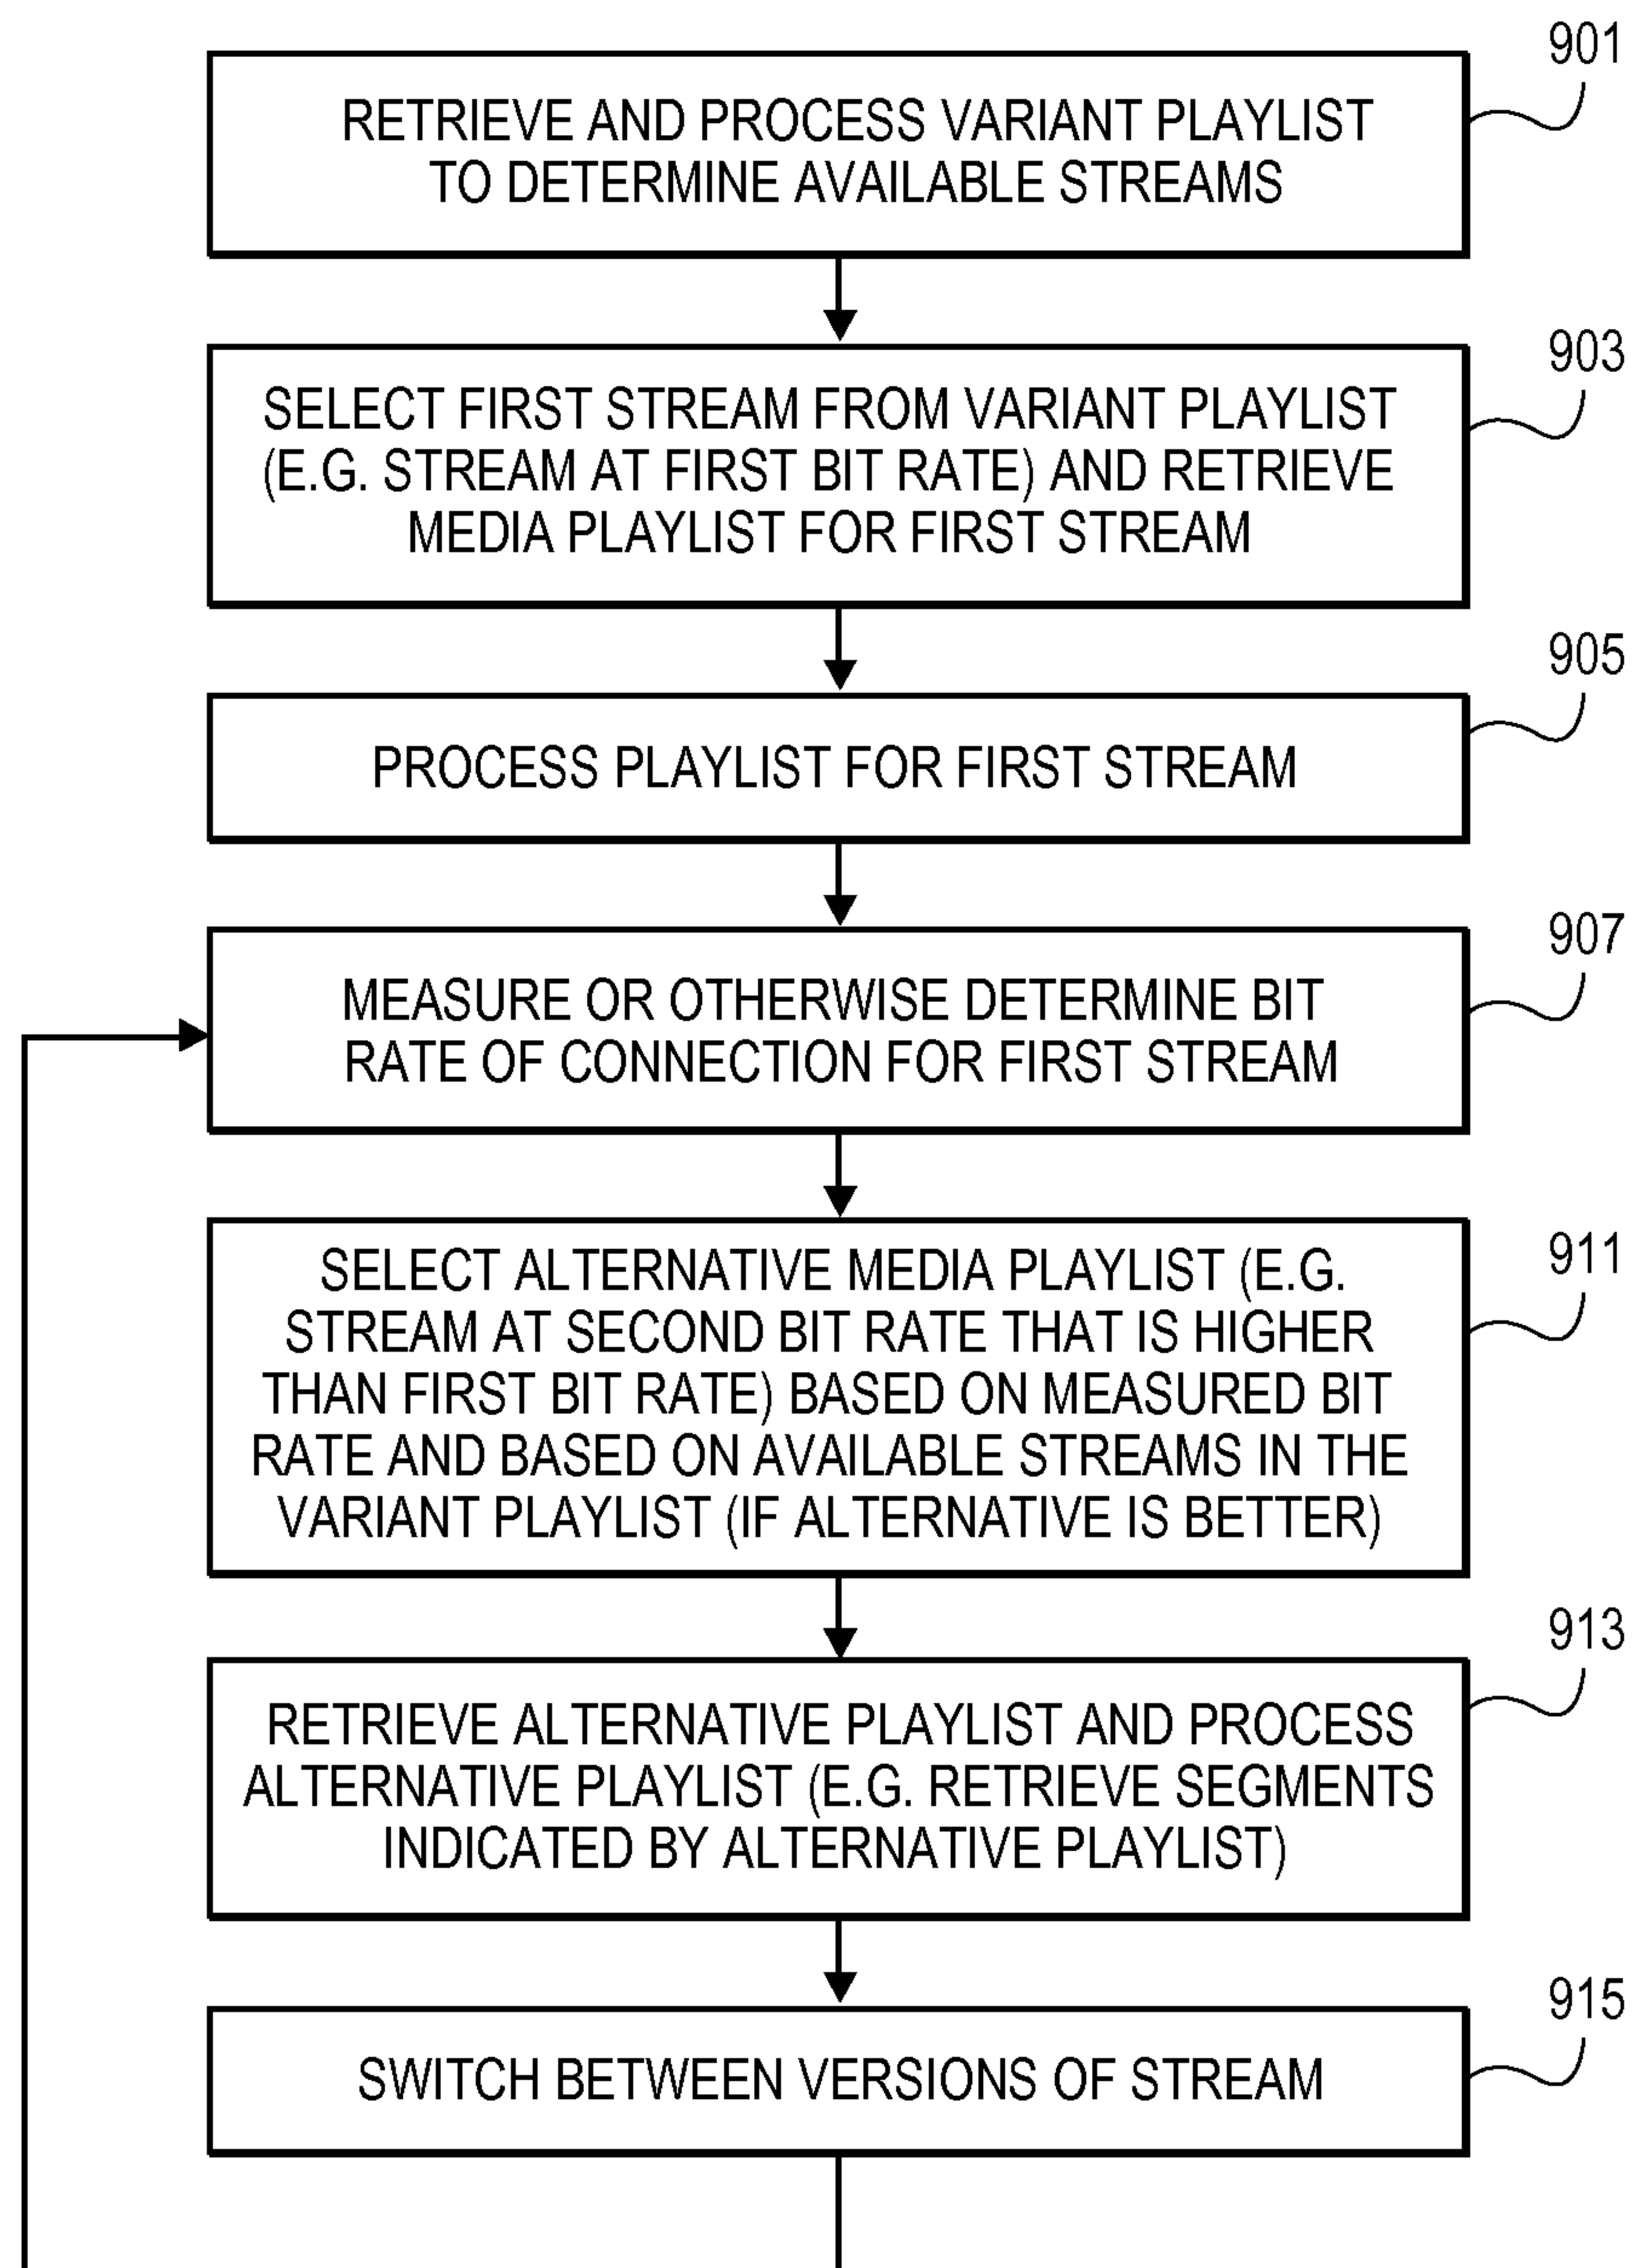 901
RETRIEVE AND PROCESS VARIANT PLAYLIST
TO DETERMINE AVAILABLE STREAMS
903
SELECT FIRST STREAM FROM VARIANT PLAYLIST
(E.G. STREAM AT FIRST BIT RATE) AND RETRIEVE
MEDIA PLAYLIST FOR FIRST STREAM
905
PROCESS PLAYLIST FOR FIRST STREAM
907
MEASURE OR OTHERWISE DETERMINE BIT
RATE OF CONNECTION FOR FIRST STREAM
911
SELECT ALTERNATIVE MEDIA PLAYLIST (E.G.
STREAM AT SECOND BIT RATE THAT IS HIGHER
THAN FIRST BIT RATE) BASED ON MEASURED BIT
RATE AND BASED ON AVAILABLE STREAMS IN THE
VARIANT PLAYLIST (IF ALTERNATIVE IS BETTER)
913
RETRIEVE ALTERNATIVE PLAYLIST AND PROCESS
ALTERNATIVE PLAYLIST (E.G. RETRIEVE SEGMENTS
INDICATED BY ALTERNATIVE PLAYLIST)
915
SWITCH BETWEEN VERSIONS OF STREAM